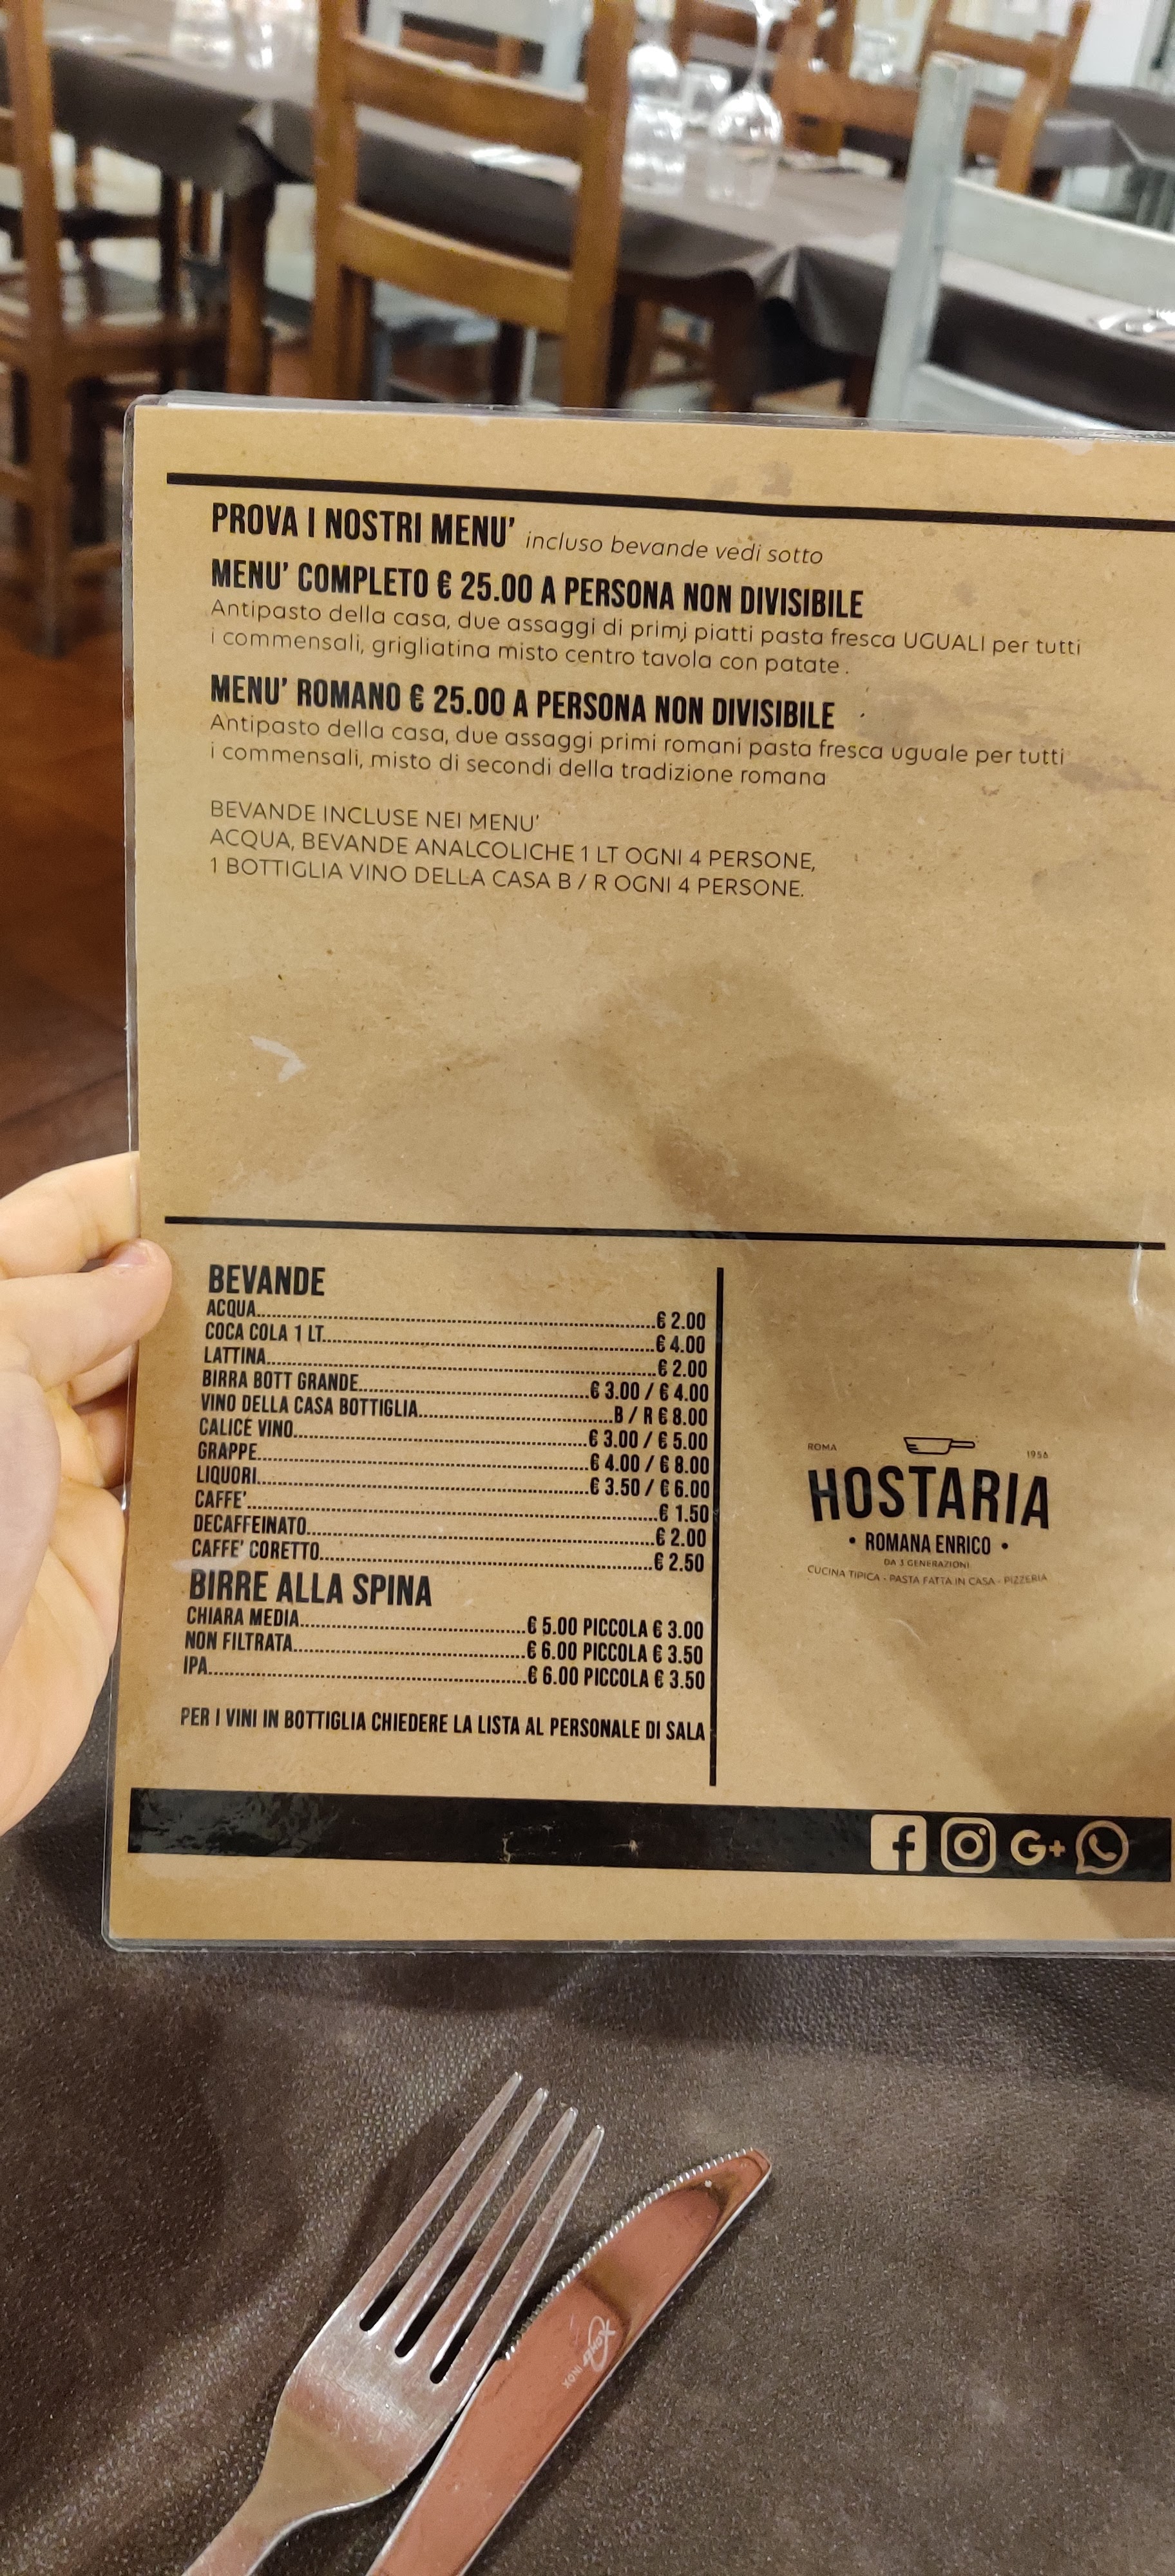 PROVA I NOSTRI MENU' incluso bevande vedi sotto
MENU' COMPLETO € 25.00 A PERSONA NON DIVISIBILE
Antipasto della casa, due assaggi di primi piatti pasta fresca UGUALI per tutti
i commensali, grigliatina misto centro tavola con patate .
MENU' ROMANO € 25.00 A PERSONA NON DIVISIBILE
Antipasto della casa, due assaggi primi romani pasta fresca uguale per tutti
i commensali, misto di secondi della tradizione romana
BEVANDE INCLUSE NEI MENU'
ACQUA, BEVANDE ANALCOLICHE 1 LT OGNI 4 PERSONE,
1 BOTTIGLIA VINO DELLA CASA B / R OGNI 4 PERSONE.
BEVANDE
ACQUA..........€ 2.00
COCA COLA 1 LT..........€ 4.00
LATTINA..........€ 2.00
BIRRA BOTT GRANDE..........€ 3.00 / € 4.00
VINO DELLA CASA BOTTIGLIA..........B / R € 8.00
CALICE VINO..........€ 3.00 / € 5.00
GRAPPE..........€ 4.00 / € 8.00
LIQUORI..........€ 3.50 / € 6.00
CAFFE'..........€ 1.50
DECAFFEINATO..........€ 2.00
CAFFE' CORETTO..........€ 2.50
BIRRE ALLA SPINA
CHIARA MEDIA..........€ 5.00 PICCOLA € 3.00
NON FILTRATA..........€ 6.00 PICCOLA € 3.50
IPA..........€ 6.00 PICCOLA € 3.50
PER I VINI IN BOTTIGLIA CHIEDERE LA LISTA AL PERSONALE DI SALA
ROMA 1956
HOSTARIA
• ROMANA ENRICO •
DA 3 GENERAZIONI
CUCINA TIPICA - PASTA FATTA IN CASA - PIZZERIA
G+
INOX